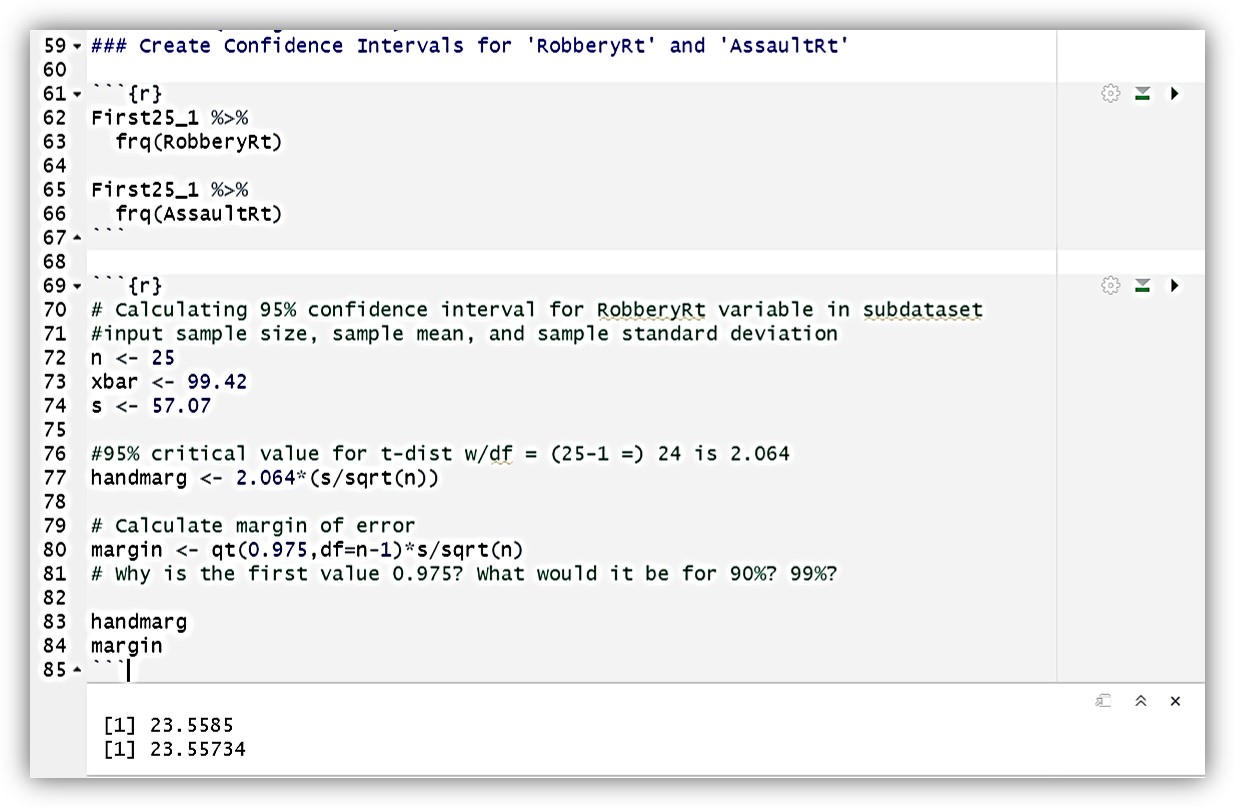 59 ### Create Confidence Intervals for 'RobberyRt' and 'AssaultRt'
60
61 ```{r}
62 First25_1 %>%
63   frq(RobberyRt)
64
65 First25_1 %>%
66   frq(AssaultRt)
67 ```
68
69 ```{r}
70 # Calculating 95% confidence interval for RobberyRt variable in subdataset
71 #input sample size, sample mean, and sample standard deviation
72 n <- 25
73 xbar <- 99.42
74 s <- 57.07
75
76 #95% critical value for t-dist w/df = (25-1 =) 24 is 2.064
77 handmarg <- 2.064*(s/sqrt(n))
78
79 # Calculate margin of error
80 margin <- qt(0.975,df=n-1)*s/sqrt(n)
81 # Why is the first value 0.975? What would it be for 90%? 99%?
82
83 handmarg
84 margin
85 ```
[1] 23.5585
[1] 23.55734